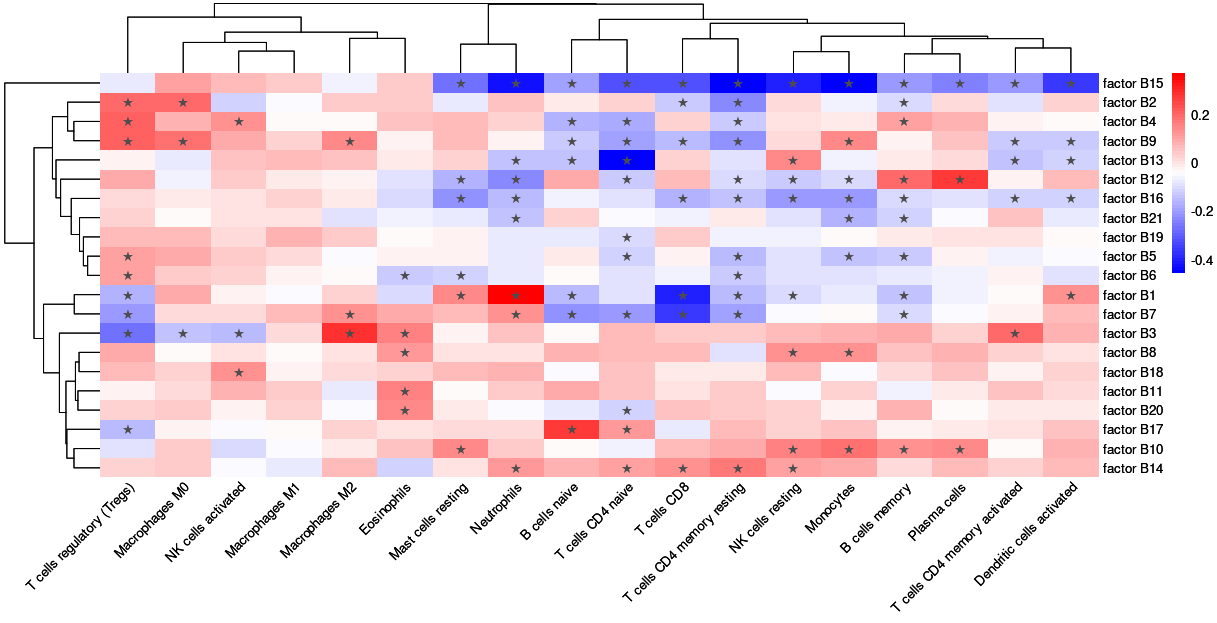 factor B15
factor B2
factor B4
factor B9
factor B13
factor B12
factor B16
factor B21
factor B19
factor B5
factor B6
factor B1
factor B7
factor B3
factor B8
factor B18
factor B11
factor B20
factor B17
factor B10
factor B14
0.2
0
-0.2
-0.4
T cells regulatory (Tregs)
Macrophages M0
NK cells activated
Macrophages M1
Macrophages M2
Eosinophils
Mast cells resting
Neutrophils
B cells naive
T cells CD4 naive
T cells CD8
T cells CD4 memory resting
NK cells resting
Monocytes
B cells memory
Plasma cells
T cells CD4 memory activated
Dendritic cells activated